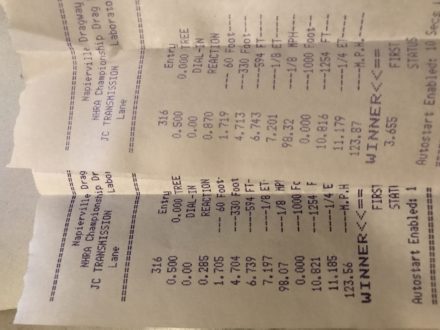 Napierville Dragway
NHRA Championship Drag
JC TRANSMISSION Laborato
Lane
316 Entry
0.500 0.000 TREE
0.00 DIAL-IN
0.870 REACTION
1.719 --- 60 Foot---
4.713 ---330 Foot---
6.743 ---594 FT---
7.201 ---1/8 ET---
98.32 ---1/8 MPH---
0.000 ---1000 Foot---
10.816 ---1254 FT---
11.179 ---1/4 ET---
123.87 ---M.P.H---
WINNER<<==
3.655 FIRST
STATUS
Autostart Enabled: 10 Sec
Napierville Drag
NHRA Championship Dr
JC TRANSMISSION Labor
Lane
316 Entry
0.500 0.000 TREE
0.00 DIAL-IN
0.285 REACTION
1.705 --- 60 Foot
4.704 ---330 Foot
6.739 ---594 FT-
7.197 ---1/8 ET-
98.07 ---1/8 MP
0.000 ---1000 Fo
10.821 ---1254 F
11.185 ---1/4 E
123.56 ---M.P.H
WINNER<<==
FIRST
STATU
Autostart Enabled: 1